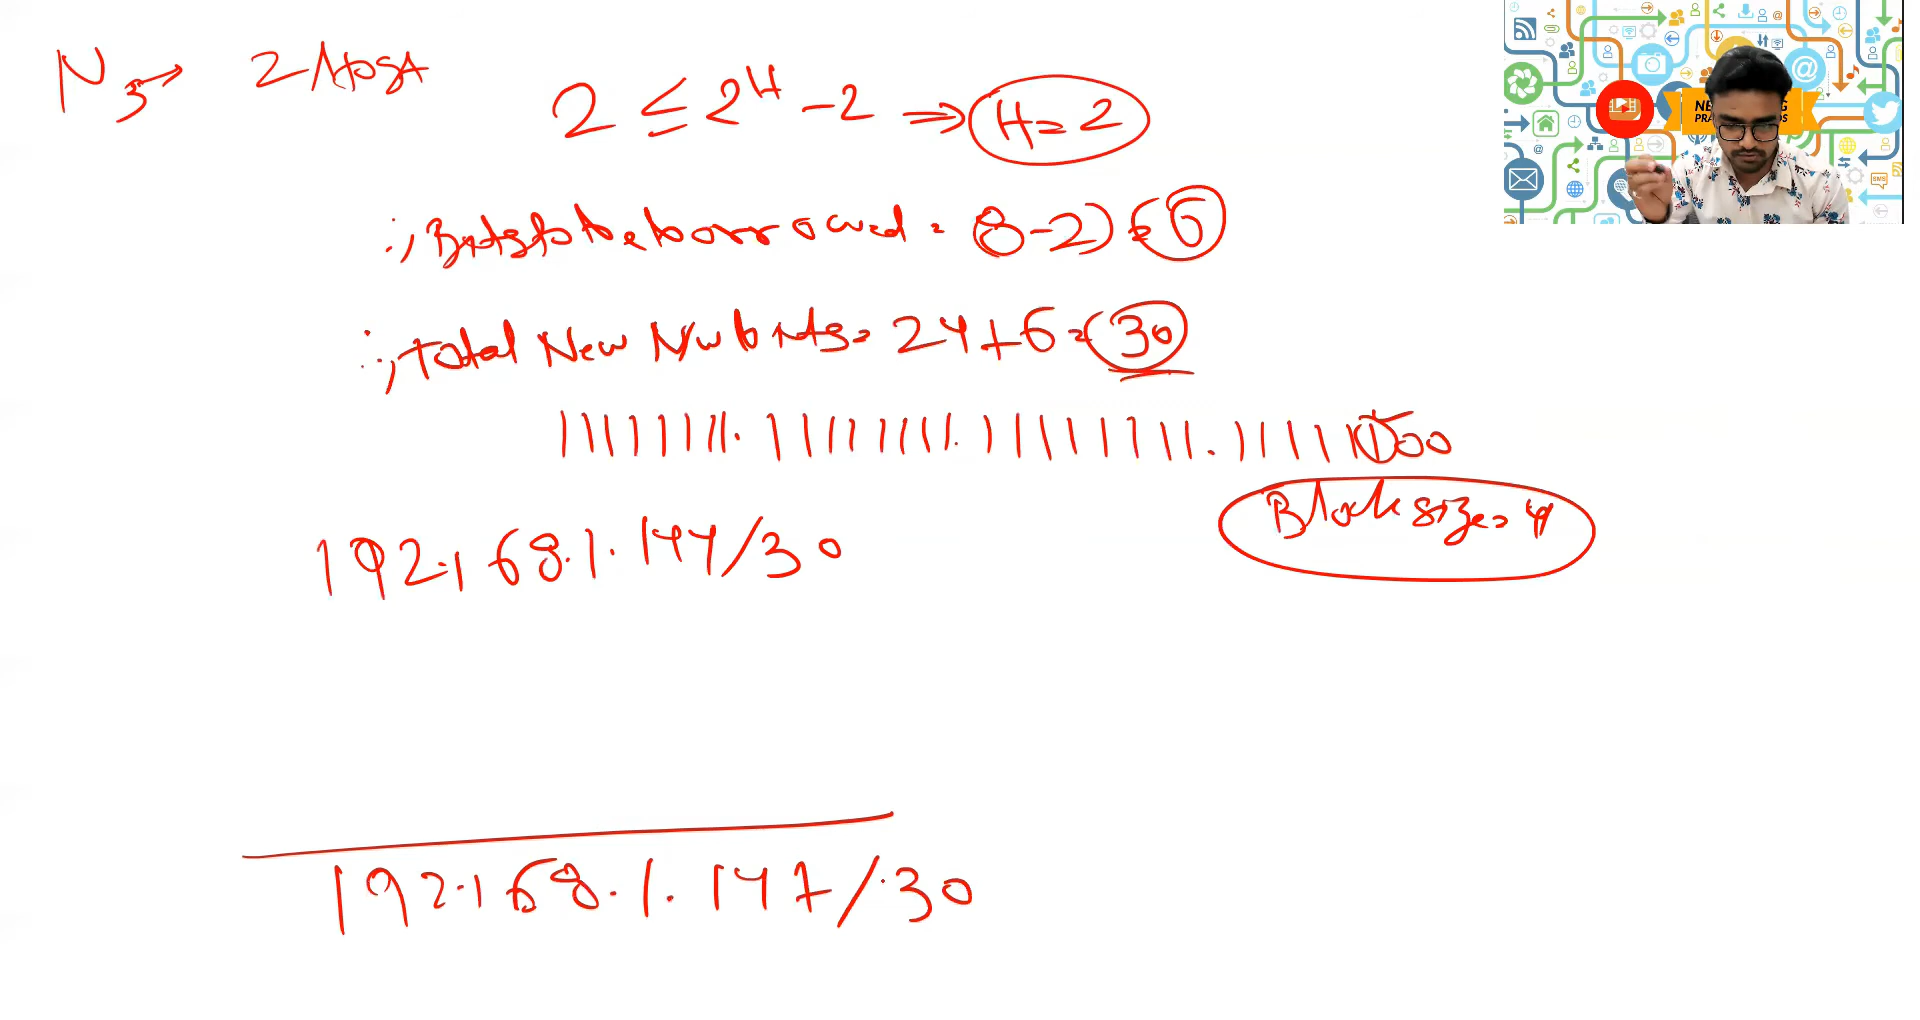 N3→ 2 Host
2 ≤ 2^H - 2 ⇒ H = 2
∴ Bits to be borrowed = (8-2) = 6
∴ Total New N/w bits = 24+6 = 30
11111111.11111111.11111111.11111100
Block size = 4
192.168.1.144/30
192.168.1.147/30